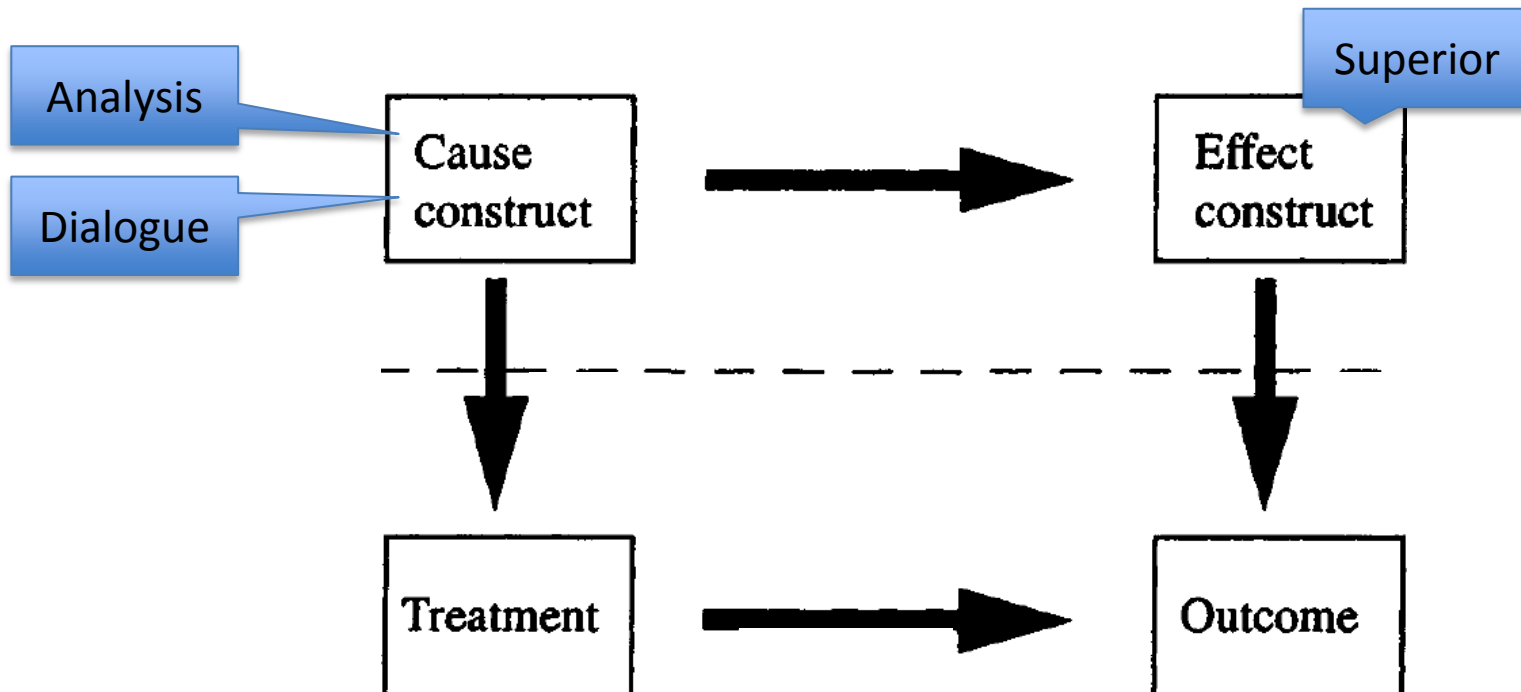 Analysis
Dialogue
Cause
construct
Superior
Effect
construct
Treatment
Outcome